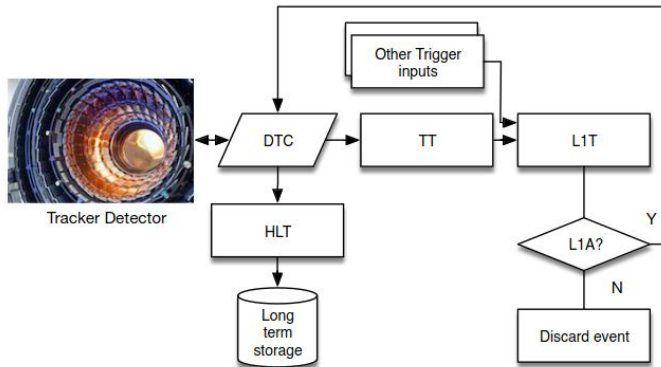 Other Trigger
inputs
DTC
TT
L1T
Tracker Detector
HLT
L1A?
Y
N
Long
term
storage
Discard event